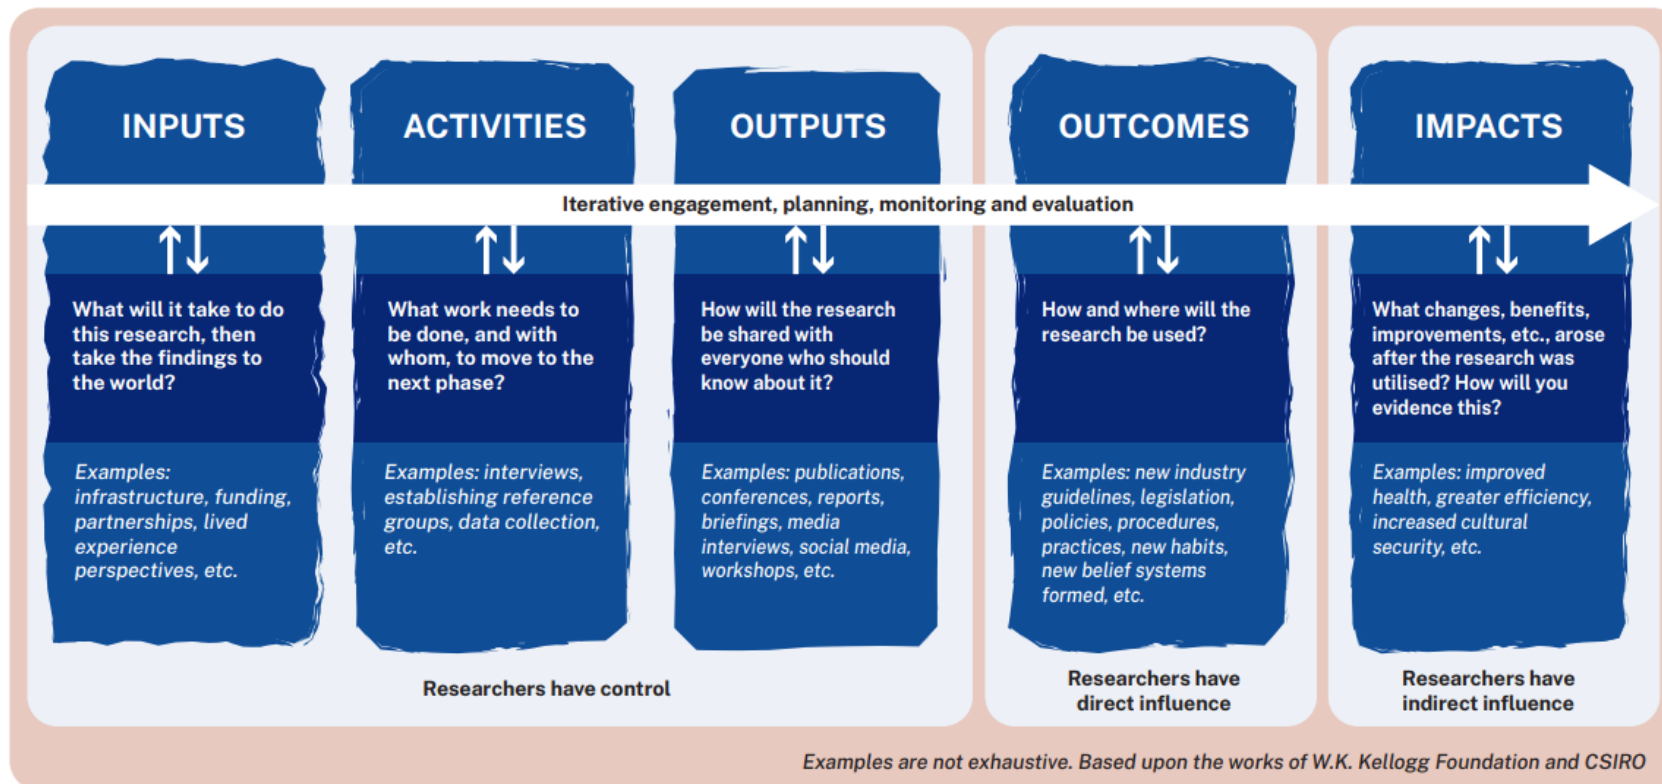 INPUTS
ACTIVITIES
OUTPUTS
OUTCOMES
IMPACTS
Iterative engagement, planning, monitoring and evaluation
What will it take to do
this research, then
take the findings to
the world?
What work needs to
be done, and with
whom, to move to the
next phase?
How will the research
be shared with
everyone who should
know about it?
How and where will the
research be used?
What changes, benefits,
improvements, etc., arose
after the research was
utilised? How will you
evidence this?
Examples:
infrastructure, funding,
partnerships, lived
experience
perspectives, etc.
Examples: interviews,
establishing reference
groups, data collection,
etc.
Examples: publications,
conferences, reports,
briefings, media
interviews, social media,
workshops, etc.
Examples: new industry
guidelines, legislation,
policies, procedures,
practices, new habits,
new belief systems
formed, etc.
Examples: improved
health, greater efficiency,
increased cultural
security, etc.
Researchers have control
Researchers have
direct influence
Researchers have
indirect influence
Examples are not exhaustive. Based upon the works of W.K. Kellogg Foundation and CSIRO